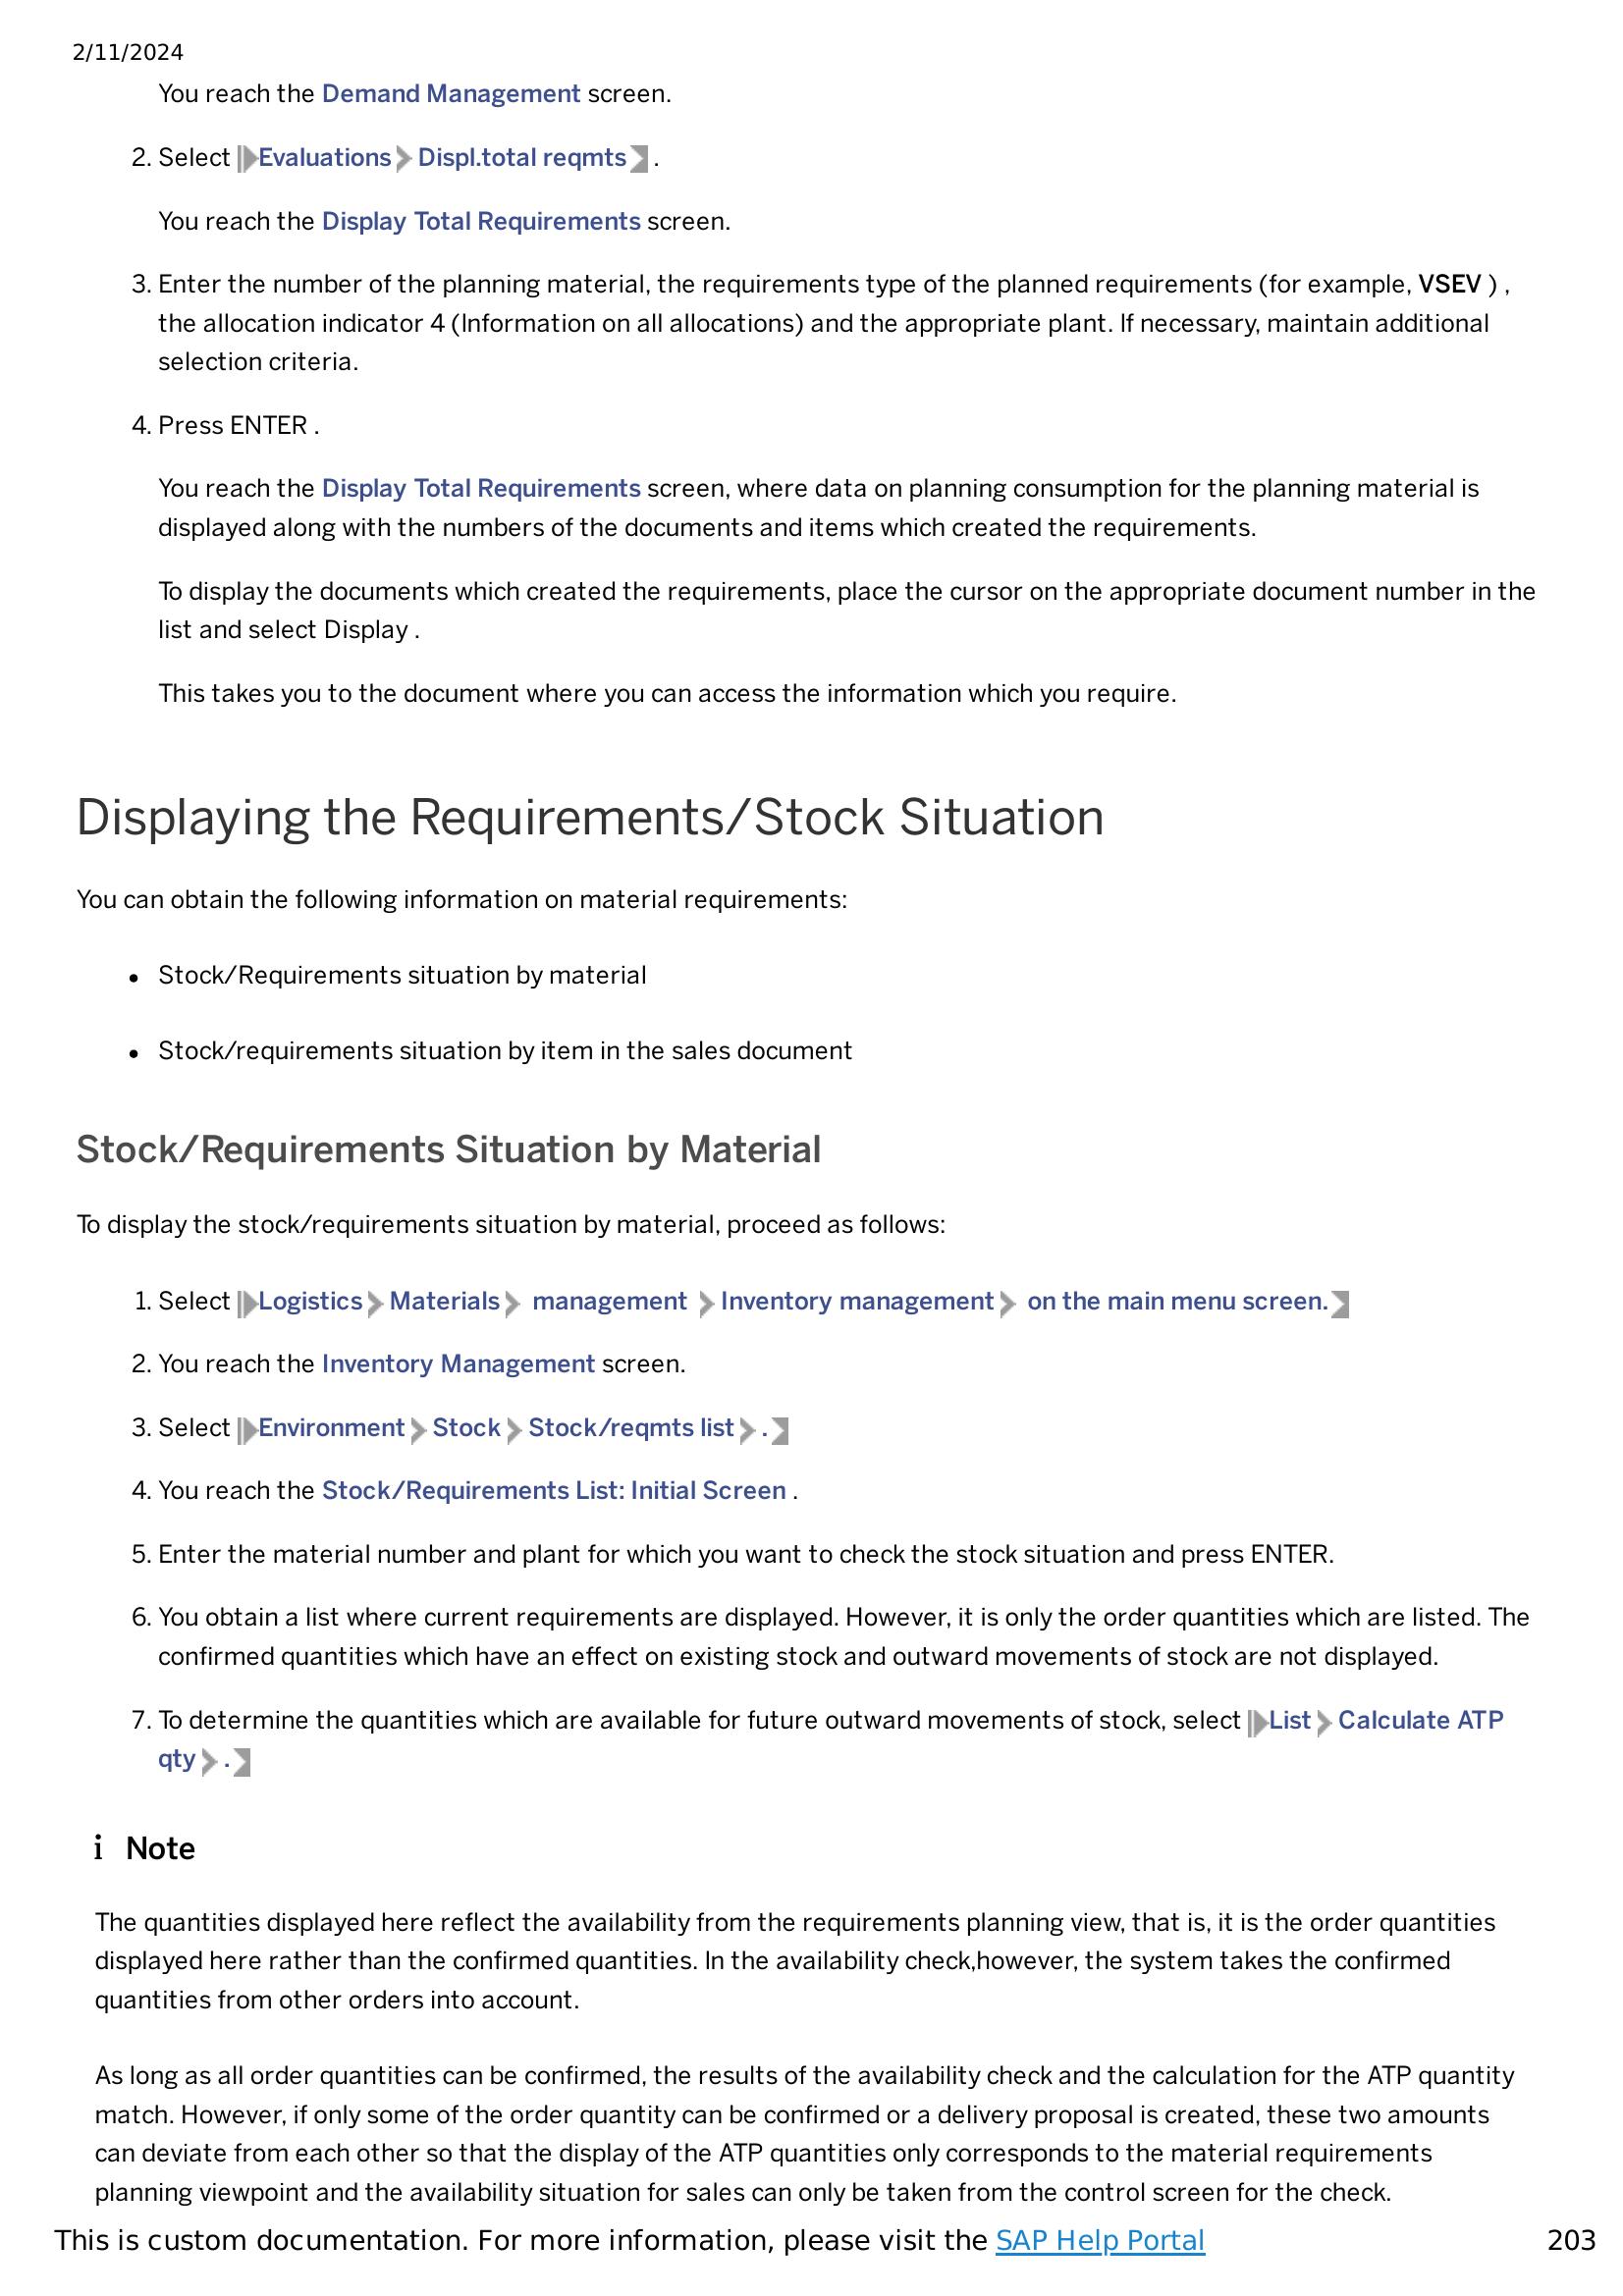 2/11/2024
You reach the Demand Management screen.
2. Select Evaluations Displ.total reqmts .
You reach the Display Total Requirements screen.
3. Enter the number of the planning material, the requirements type of the planned requirements (for example, VSEV ) ,
the allocation indicator 4 (Information on all allocations) and the appropriate plant. If necessary, maintain additional
selection criteria.
4. Press ENTER .
You reach the Display Total Requirements screen, where data on planning consumption for the planning material is
displayed along with the numbers of the documents and items which created the requirements.
To display the documents which created the requirements, place the cursor on the appropriate document number in the
list and select Display .
This takes you to the document where you can access the information which you require.
Displaying the Requirements/Stock Situation
You can obtain the following information on material requirements:
• Stock/Requirements situation by material
• Stock/requirements situation by item in the sales document
Stock/Requirements Situation by Material
To display the stock/requirements situation by material, proceed as follows:
1. Select Logistics Materials management Inventory management on the main menu screen.
2. You reach the Inventory Management screen.
3. Select Environment Stock Stock/reqmts list .
4. You reach the Stock/Requirements List: Initial Screen .
5. Enter the material number and plant for which you want to check the stock situation and press ENTER.
6. You obtain a list where current requirements are displayed. However, it is only the order quantities which are listed. The
confirmed quantities which have an effect on existing stock and outward movements of stock are not displayed.
7. To determine the quantities which are available for future outward movements of stock, select List Calculate ATP
qty .
i Note
The quantities displayed here reflect the availability from the requirements planning view, that is, it is the order quantities
displayed here rather than the confirmed quantities. In the availability check,however, the system takes the confirmed
quantities from other orders into account.
As long as all order quantities can be confirmed, the results of the availability check and the calculation for the ATP quantity
match. However, if only some of the order quantity can be confirmed or a delivery proposal is created, these two amounts
can deviate from each other so that the display of the ATP quantities only corresponds to the material requirements
planning viewpoint and the availability situation for sales can only be taken from the control screen for the check.
This is custom documentation. For more information, please visit the SAP Help Portal 203